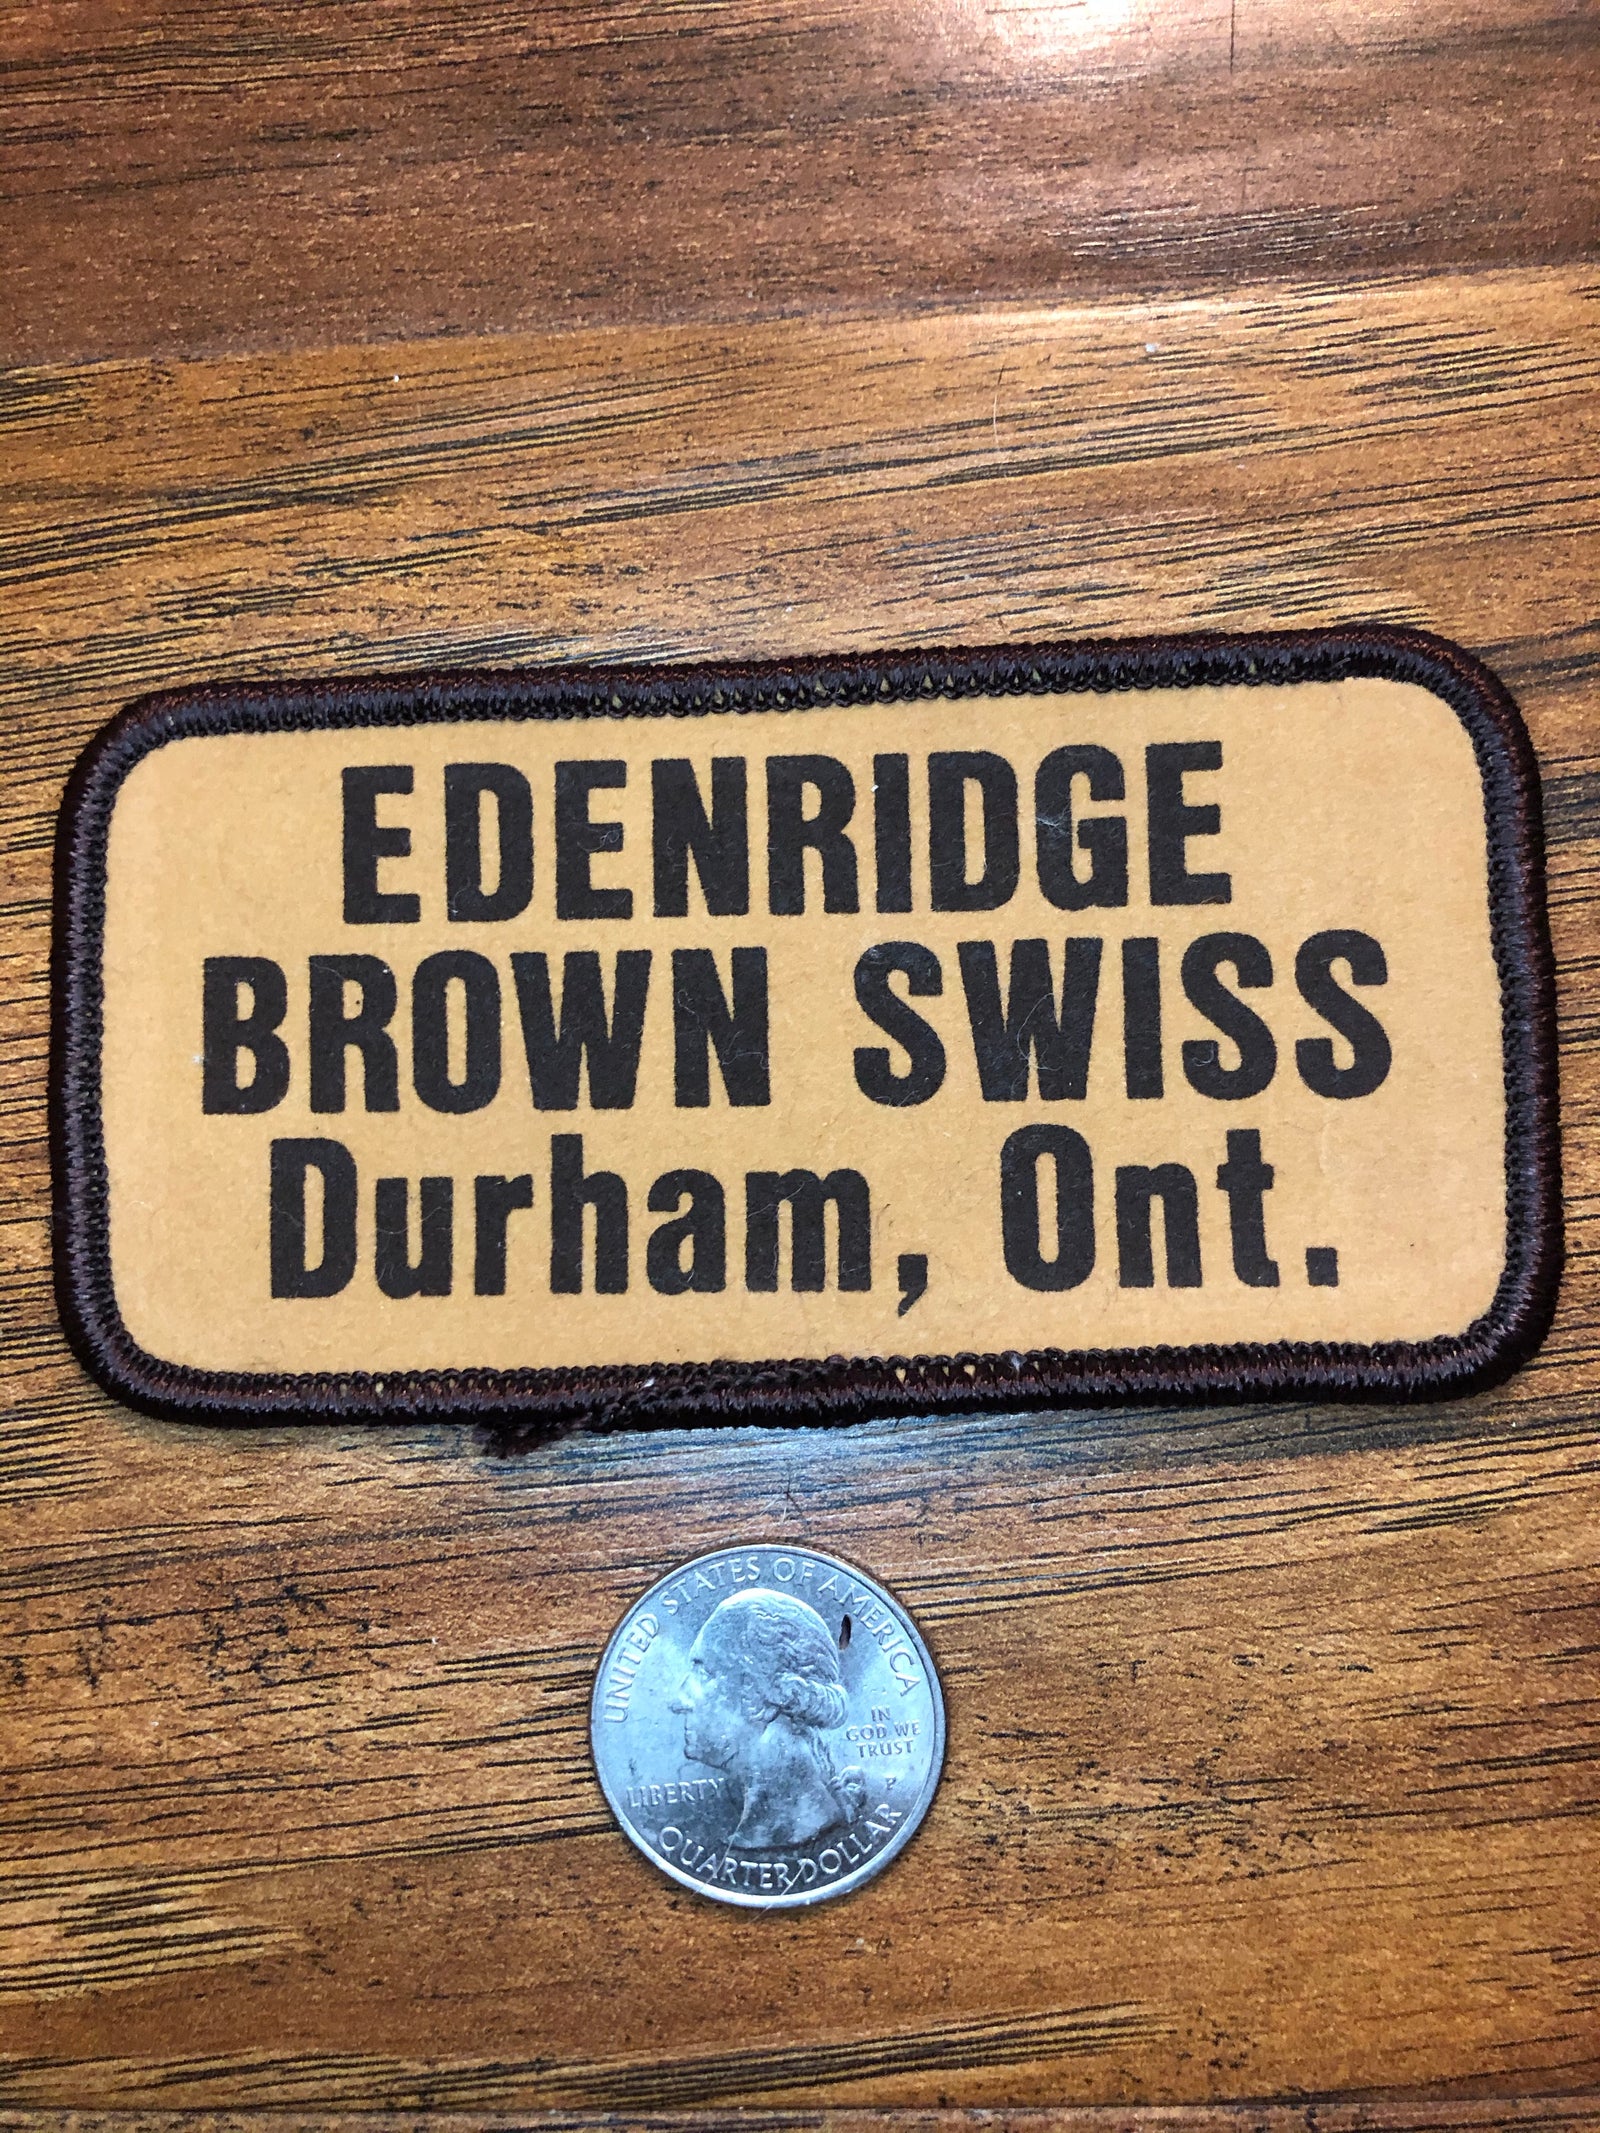 EDENRIDGE
BROWN SWISS
Durham, Ont.
UNITED STATES OF AMERICA
IN
GOD WE
TRUST
LIBERTY
P
QUARTER DOLLAR